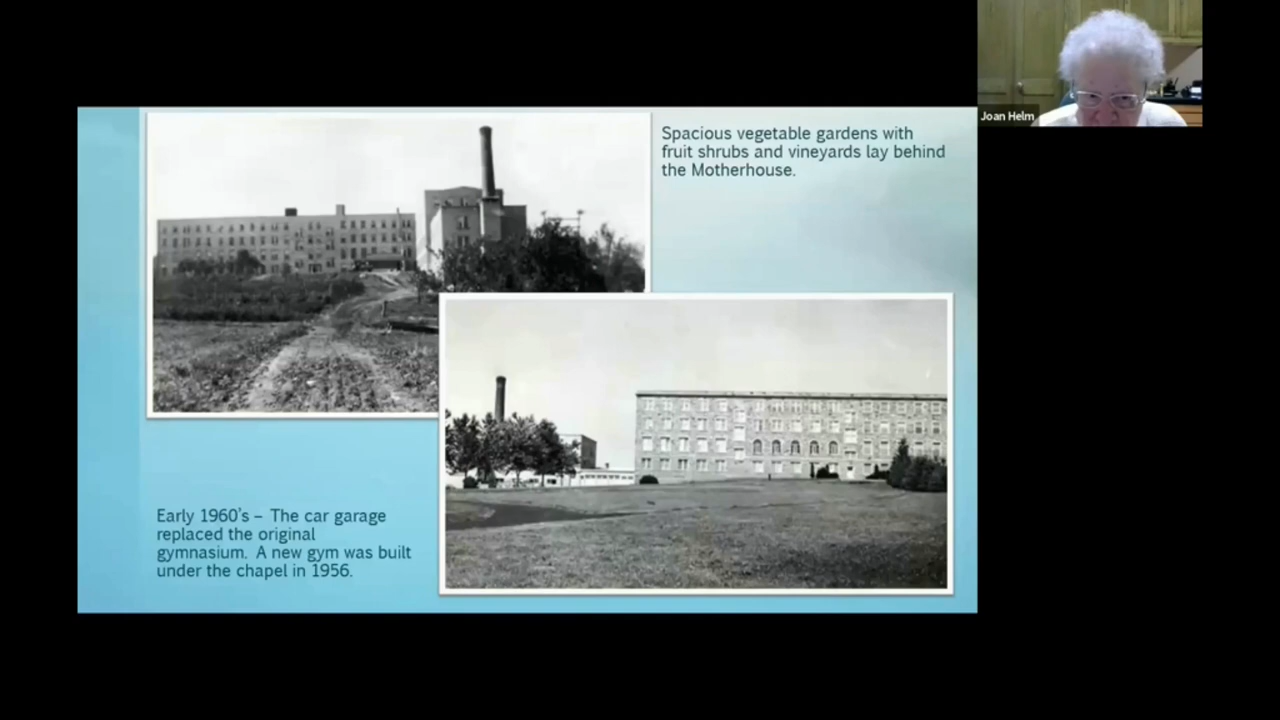 Joan Helm
Spacious vegetable gardens with
fruit shrubs and vineyards lay behind
the Motherhouse.
Early 1960's – The car garage
replaced the original
gymnasium. A new gym was built
under the chapel in 1956.